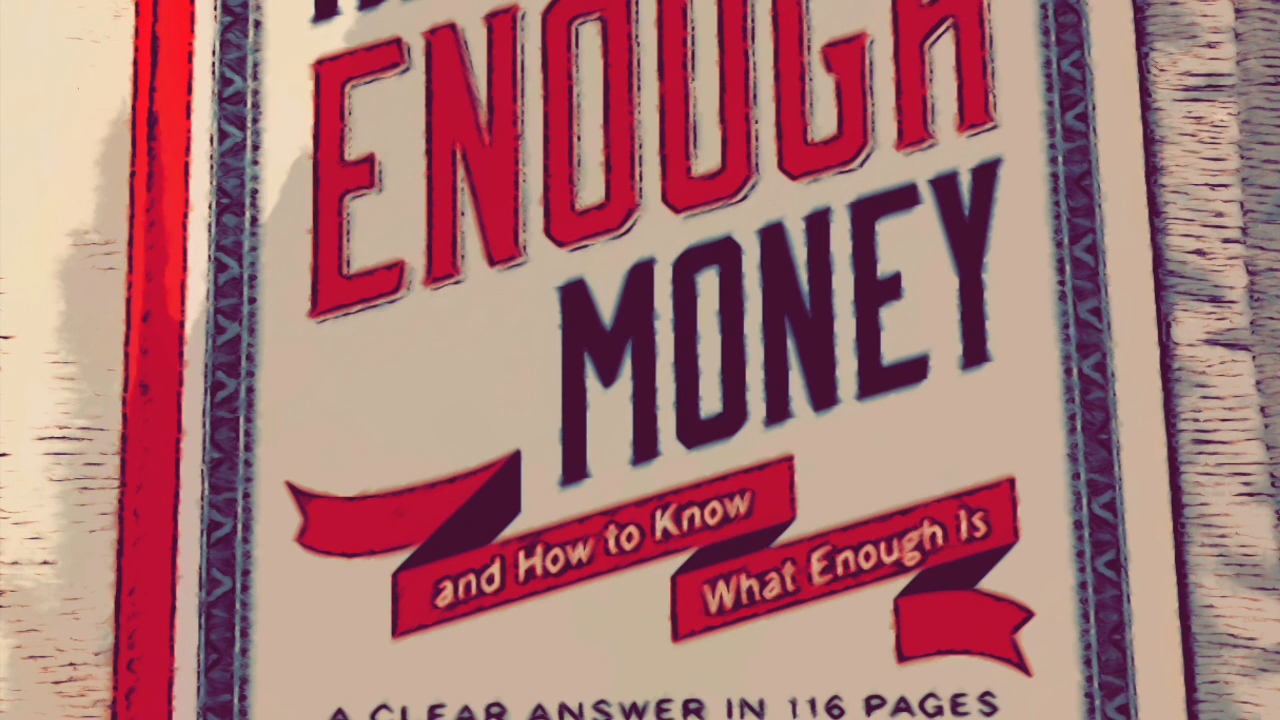 ENOUGH
MONEY
and How to Know
What Enough Is
A CLEAR ANSWER IN 116 PAGES